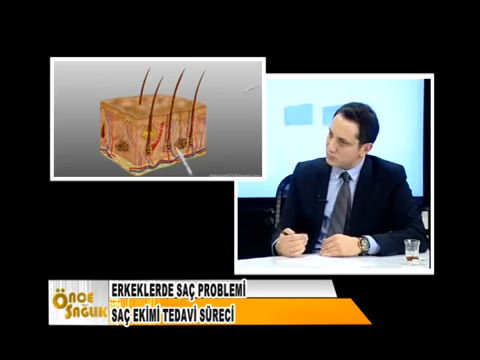 ERKEKLERDE SAÇ PROBLEMİ
ÖNCE
SAĞLIK
SAÇ EKİMİ TEDAVİ SÜRECİ